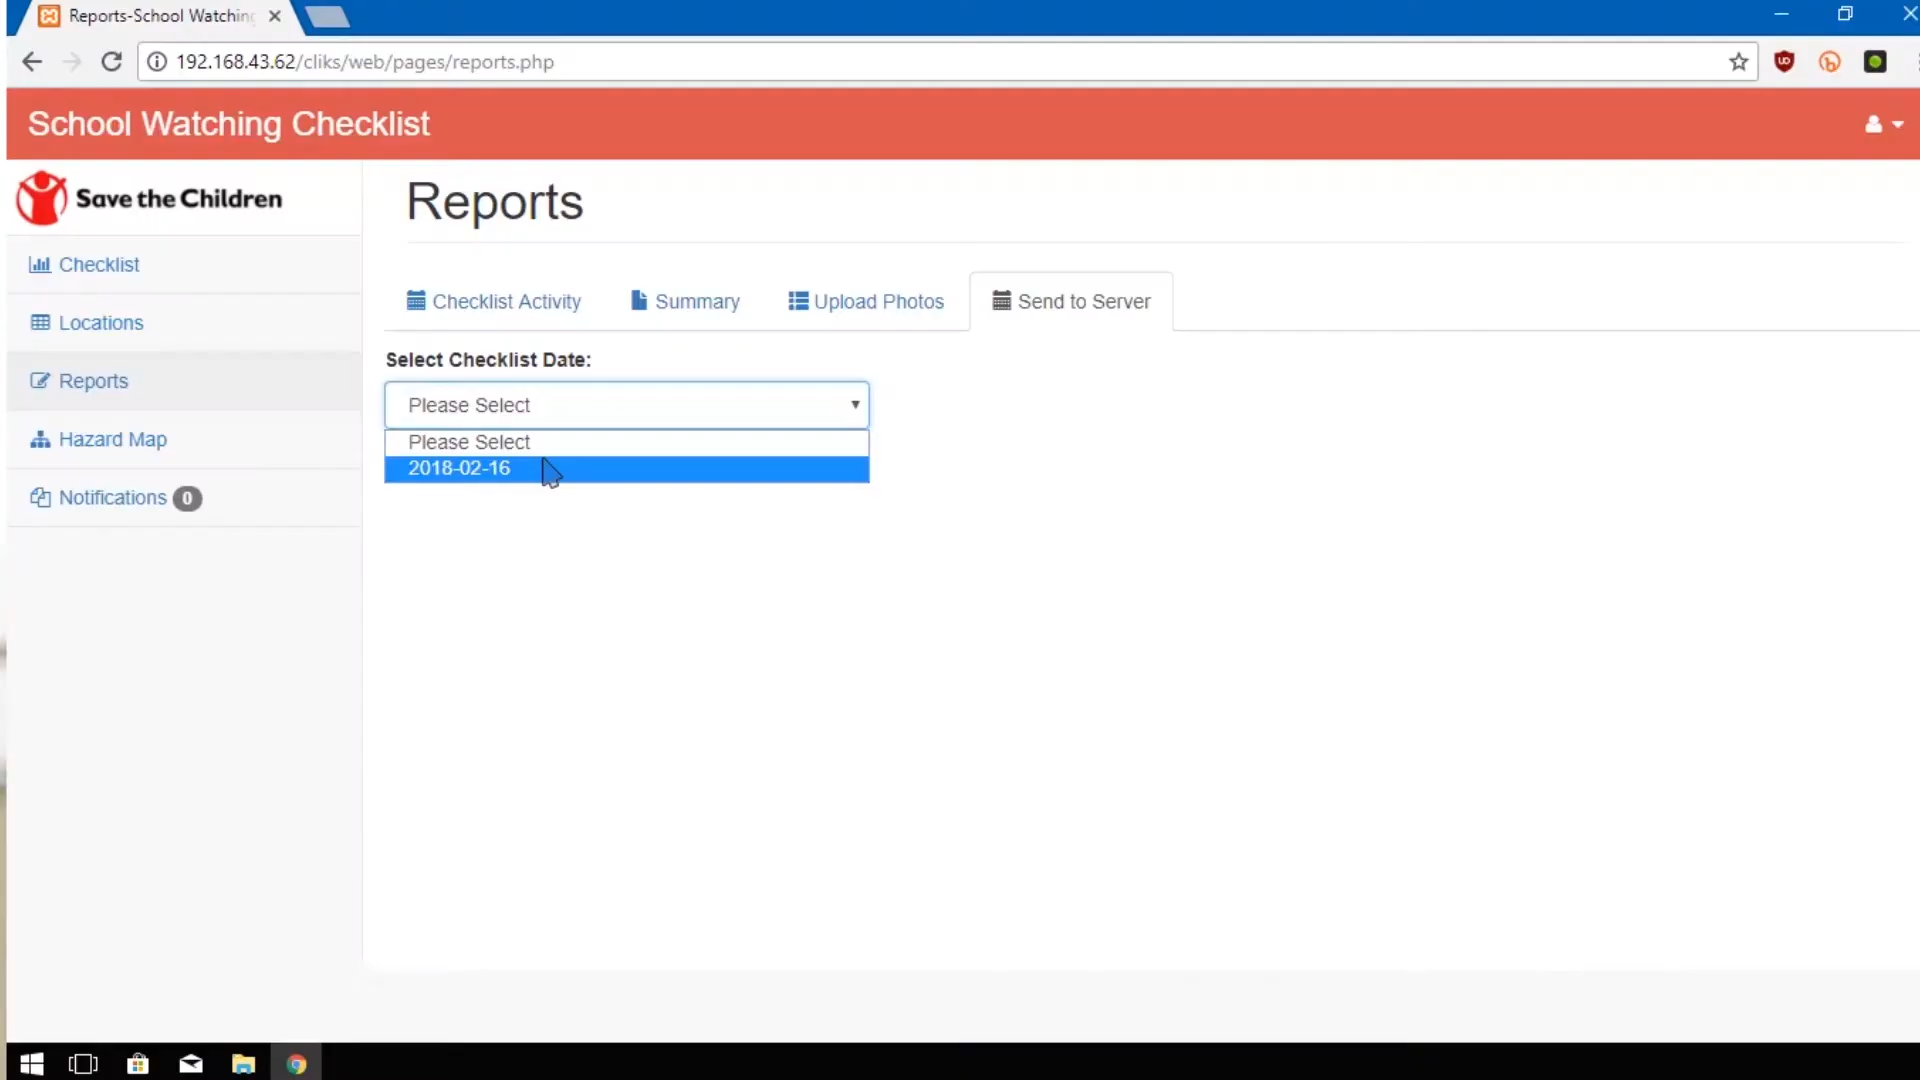 Reports-School Watching
192.168.43.62/cliks/web/pages/reports.php
School Watching Checklist
Save the Children
Reports
Checklist
Locations
Reports
Hazard Map
Notifications 0
Checklist Activity
Summary
Upload Photos
Send to Server
Select Checklist Date:
Please Select
Please Select
2018-02-16